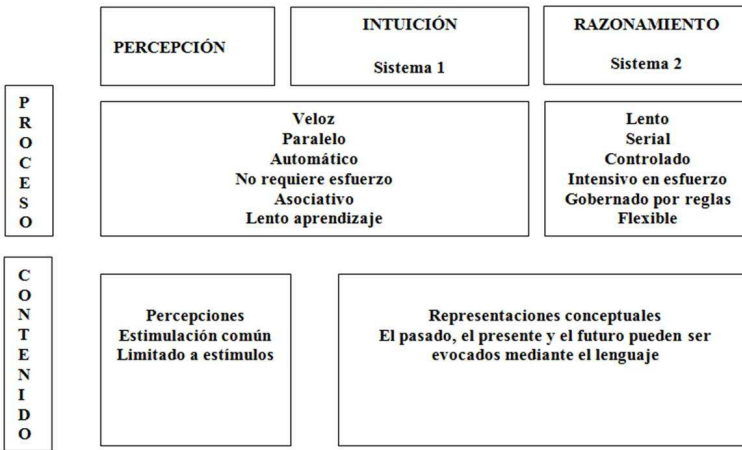 PERCEPCIÓN
INTUICIÓN
Sistema 1
RAZONAMIENTO
Sistema 2
PROCESO
Veloz
Paralelo
Automático
No requiere esfuerzo
Asociativo
Lento aprendizaje
Lento
Serial
Controlado
Intensivo en esfuerzo
Gobernado por reglas
Flexible
CONTENIDO
Percepciones
Estimulación común
Limitado a estímulos
Representaciones conceptuales
El pasado, el presente y el futuro pueden ser
evocados mediante el lenguaje